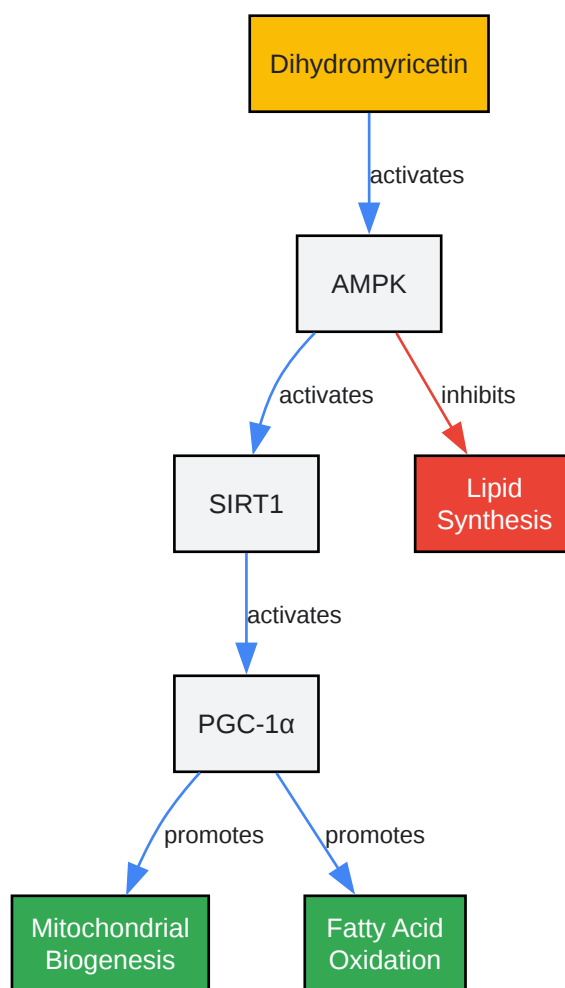 Dihydromyricetin
activates
AMPK
activates
inhibits
SIRT1
Lipid
Synthesis
activates
PGC-1α
promotes
promotes
Mitochondrial
Biogenesis
Fatty Acid
Oxidation